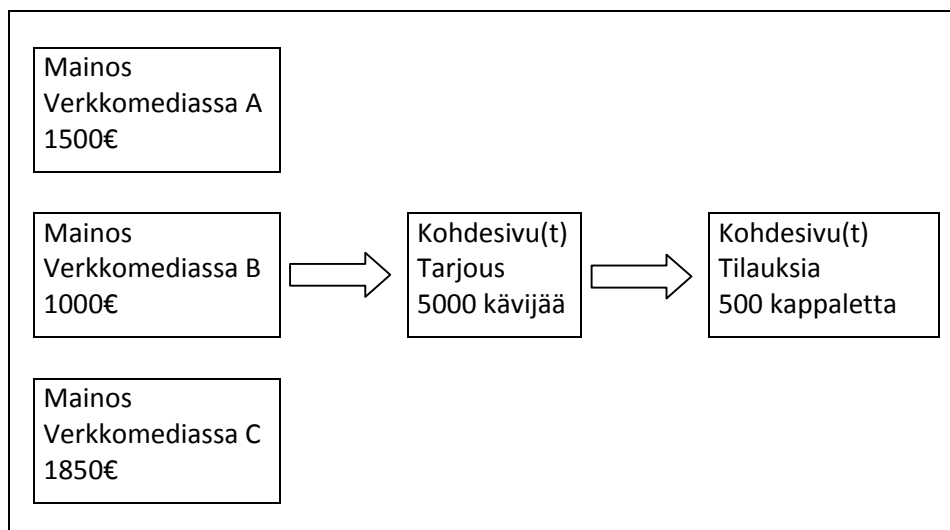 Mainos
Verkkomediassa A
1500€
Mainos
Verkkomediassa B
1000€
Kohdesivu(t)
Tarjous
5000 kävijää
Kohdesivu(t)
Tilauksia
500 kappaletta
Mainos
Verkkomediassa C
1850€